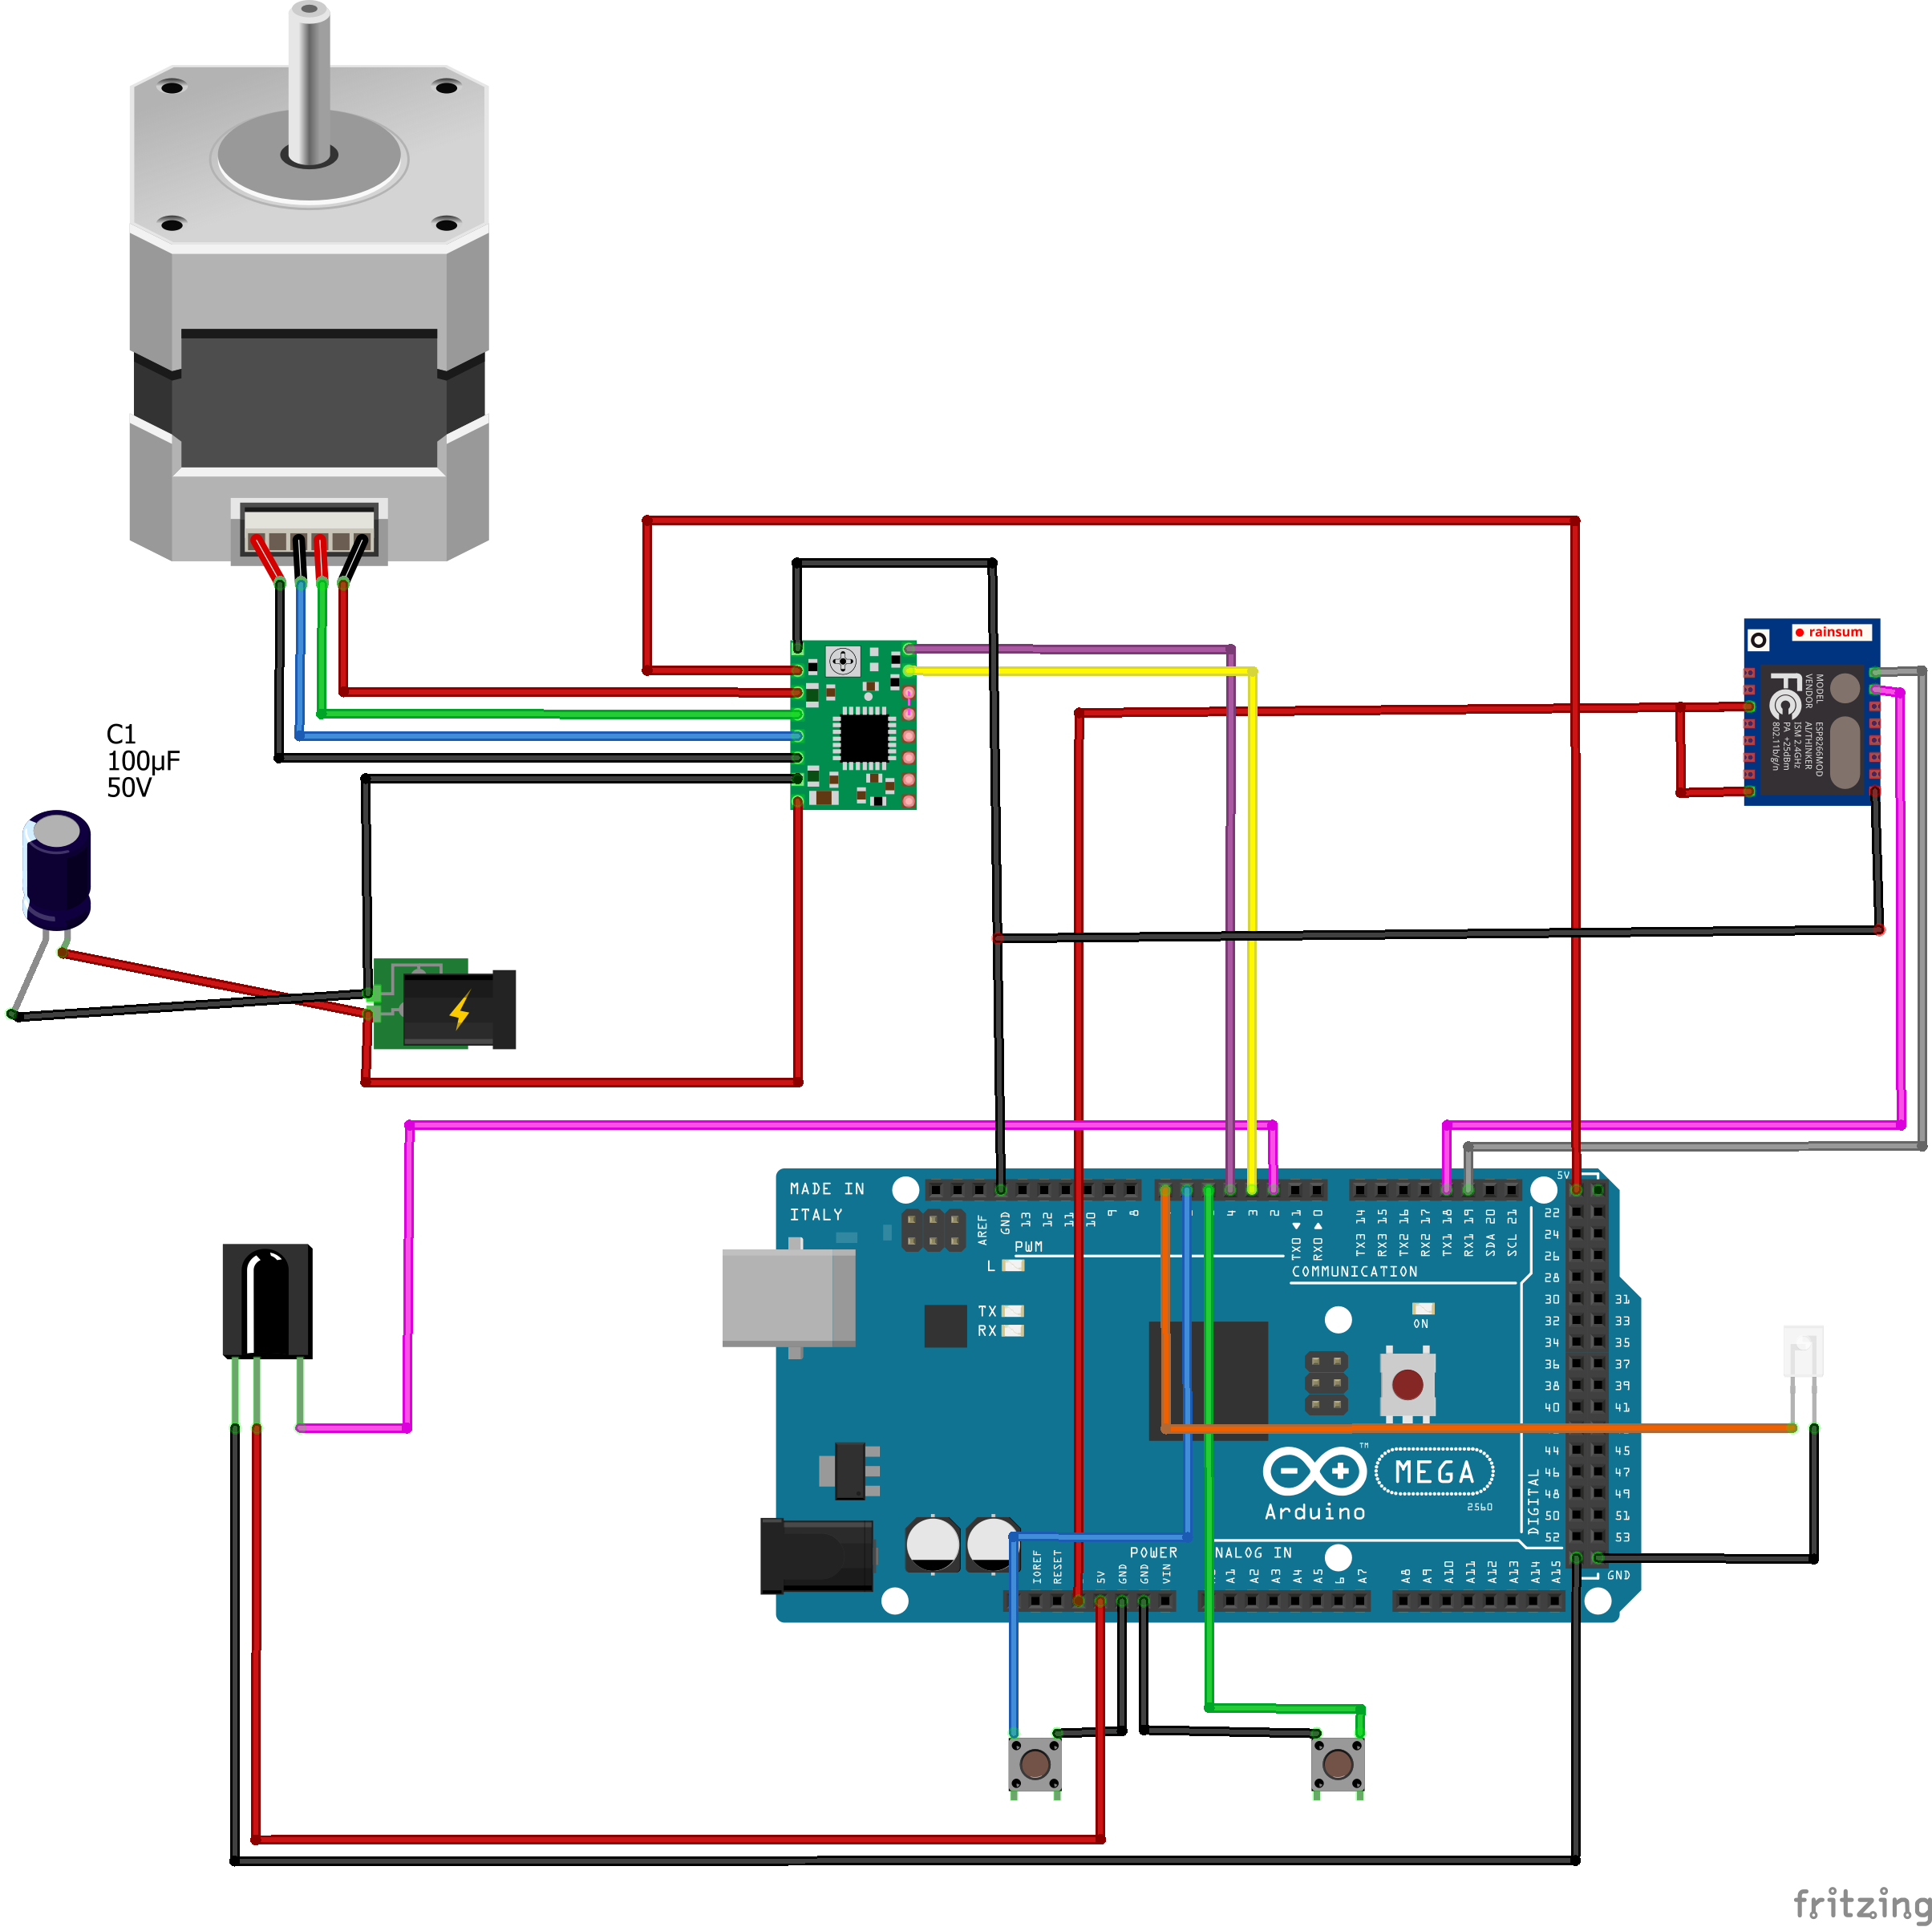 C1
100µF
50V
rainsum
FC
MODEL
VENDOR
ESP8266MOD
AI/THINKER
ISM 2.4GHz
PA +25dBm
802.11b/g/n
MADE IN
ITALY
AREF
GND
13
12
11
10
9
8
4
3
2
TX0 1
RX0 0
TX3 14
RX3 15
TX2 16
RX2 17
TX1 18
RX1 19
SDA 20
SCL 21
5V
PWM
L
TX
RX
COMMUNICATION
ON
22
24
26
28
30 31
32 33
34 35
36 37
38 39
40 41
44 45
46 47
48 49
50 51
52 53
GND
DIGITAL
Arduino
TM
MEGA
2560
POWER
NALOG IN
IOREF
RESET
5V
GND
GND
VIN
A1
A2
A3
A4
A5
6
A7
A8
A9
A10
A11
A12
A13
A14
A15
fritzing